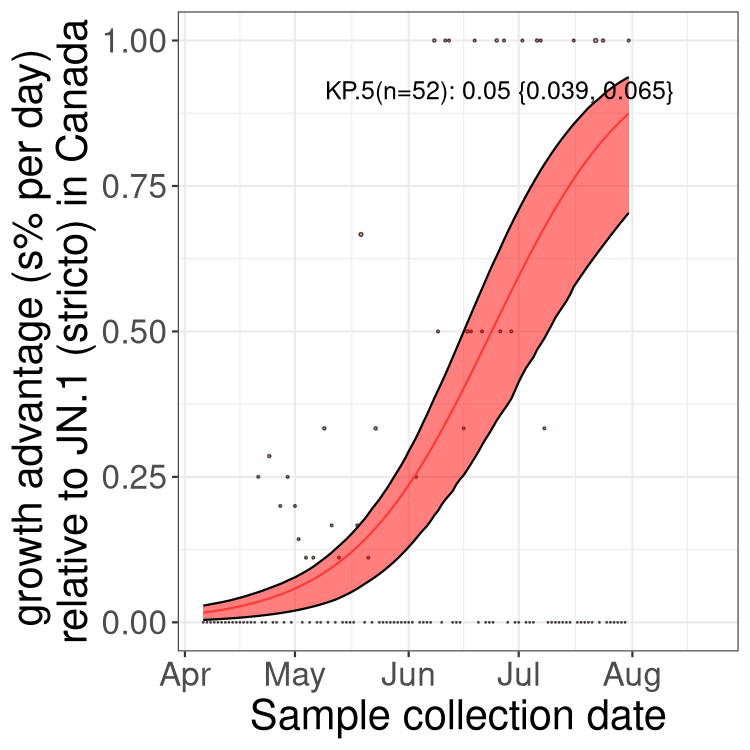 1.00
0.75
0.50
0.25
0.00
growth advantage (s% per day)
relative to JN.1 (stricto) in Canada
KP.5(n=52): 0.05 {0.039, 0.065}
Apr May Jun Jul Aug
Sample collection date